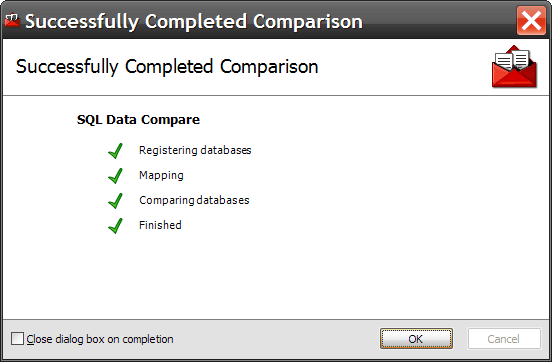 Successfully Completed Comparison
Successfully Completed Comparison
SQL Data Compare
Registering databases
Mapping
Comparing databases
Finished
Close dialog box on completion
OK
Cancel